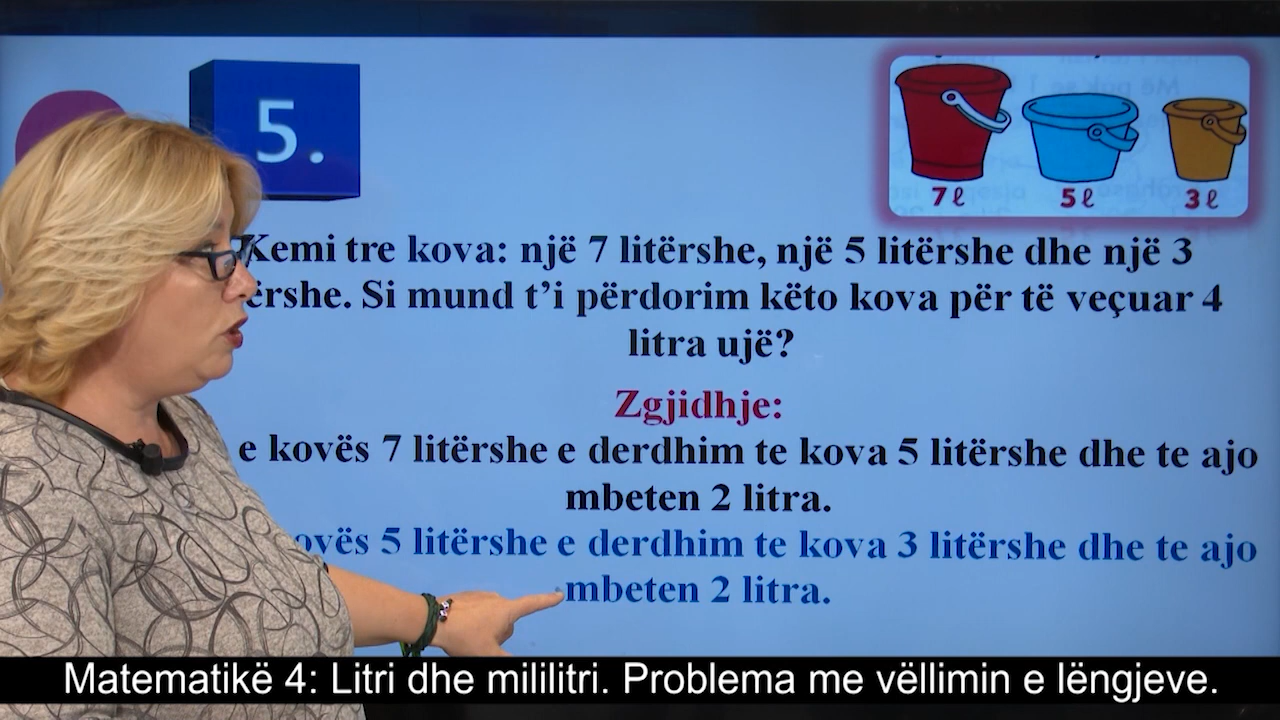 5.
7ℓ 5ℓ 3ℓ
Kemi tre kova: një 7 litërshe, një 5 litërshe dhe një 3
ërshe. Si mund t’i përdorim këto kova për të veçuar 4
litra ujë?
Zgjidhje:
e kovës 7 litërshe e derdhim te kova 5 litërshe dhe te ajo
mbeten 2 litra.
ovës 5 litërshe e derdhim te kova 3 litërshe dhe te ajo
mbeten 2 litra.
Matematikë 4: Litri dhe mililitri. Problema me vëllimin e lëngjeve.